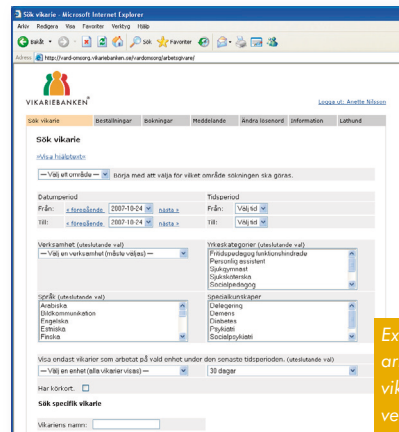 Sök vikarie - Microsoft Internet Explorer
Arkiv Redigera Visa Favoriter Verktyg Hjälp
Bakåt Sök Favoriter
Adress http://vard-omsorg.vikariebanken.se/vardomsorg/arbetsgivare/
VIKARIEBANKEN
Logga ut: Anette Nilsson
Sök vikarie Beställningar Bokningar Meddelande Ändra lösenord Information Lathund
Sök vikarie
»Visa hjälptext»
— Välj ett område — Börja med att välja för vilket område sökningen ska göras.
Datumperiod Tidsperiod
Från: « föregående 2007-10-24 nästa » Från: Välj tid
Till: « föregående 2007-10-24 nästa » Till: Välj tid
Verksamhet (uteslutande val) Yrkeskategorier (uteslutande val)
— Välj en verksamhet (måste väljas) — Fritidspedagog funktionshindrade
Personlig assistent
Sjukgymnast
Sjuksköterska
Socialpedagog
Språk (uteslutande val) Specialkunskaper
Arabiska Delegering
Bildkommunikation Demens
Engelska Diabetes
Estniska Psykiatri
Finska Socialpsykiatri
Visa endast vikarier som arbetat på vald enhet under den senaste tidsperioden. (uteslutande val)
— Välj en enhet (alla vikarier visas) — 30 dagar
Har körkort.
Sök specifik vikarie
Vikariens namn:
Ex
ar
vik
ve